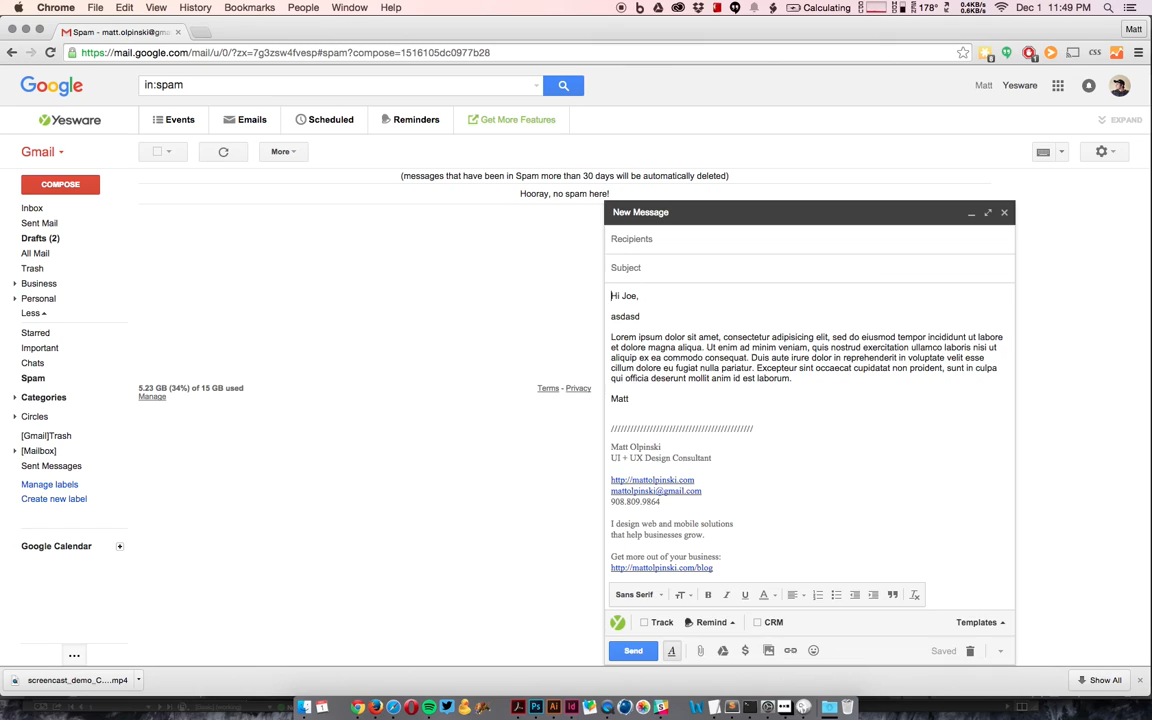 Chrome File Edit View History Bookmarks People Window Help Calculating 178° 0.4KB/s 0.6KB/s Dec 1 11:49 PM
Spam - matt.olpinski@gmail Matt
https://mail.google.com/mail/u/0/?zx=7g3zsw4fvesp#spam?compose=1516105dc0977b28 CSS
Google in:spam Matt Yesware
Yesware Events Emails Scheduled Reminders Get More Features EXPAND
Gmail More
(messages that have been in Spam more than 30 days will be automatically deleted)
COMPOSE
Hooray, no spam here!
Inbox
Sent Mail
Drafts (2)
All Mail
Trash
Business
Personal
Less
Starred
Important
Chats
Spam
Categories
Circles
[Gmail]Trash
[Mailbox]
Sent Messages
Manage labels
Create new label
Google Calendar
5.23 GB (34%) of 15 GB used
Manage
Terms - Privacy
New Message
Recipients
Subject
Hi Joe,
asdasd
Lorem ipsum dolor sit amet, consectetur adipisicing elit, sed do eiusmod tempor incididunt ut labore
et dolore magna aliqua. Ut enim ad minim veniam, quis nostrud exercitation ullamco laboris nisi ut
aliquip ex ea commodo consequat. Duis aute irure dolor in reprehenderit in voluptate velit esse
cillum dolore eu fugiat nulla pariatur. Excepteur sint occaecat cupidatat non proident, sunt in culpa
qui officia deserunt mollit anim id est laborum.
Matt
////////////////////////////////////////////
Matt Olpinski
UI + UX Design Consultant
http://mattolpinski.com
mattolpinski@gmail.com
908.809.9864
I design web and mobile solutions
that help businesses grow.
Get more out of your business:
http://mattolpinski.com/blog
Sans Serif
Track Remind CRM Templates
Send Saved
screencast_demo_C....mp4 Show All